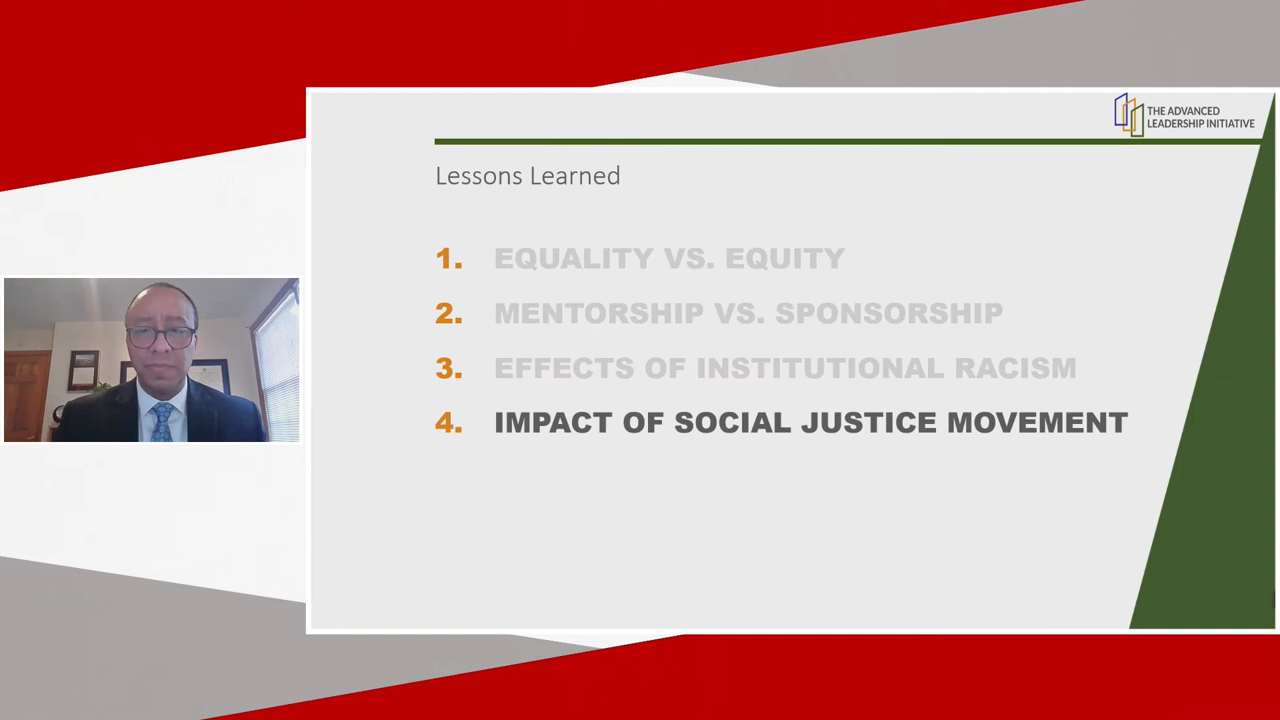 THE ADVANCED
LEADERSHIP INITIATIVE
Lessons Learned
1. EQUALITY VS. EQUITY
2. MENTORSHIP VS. SPONSORSHIP
3. EFFECTS OF INSTITUTIONAL RACISM
4. IMPACT OF SOCIAL JUSTICE MOVEMENT